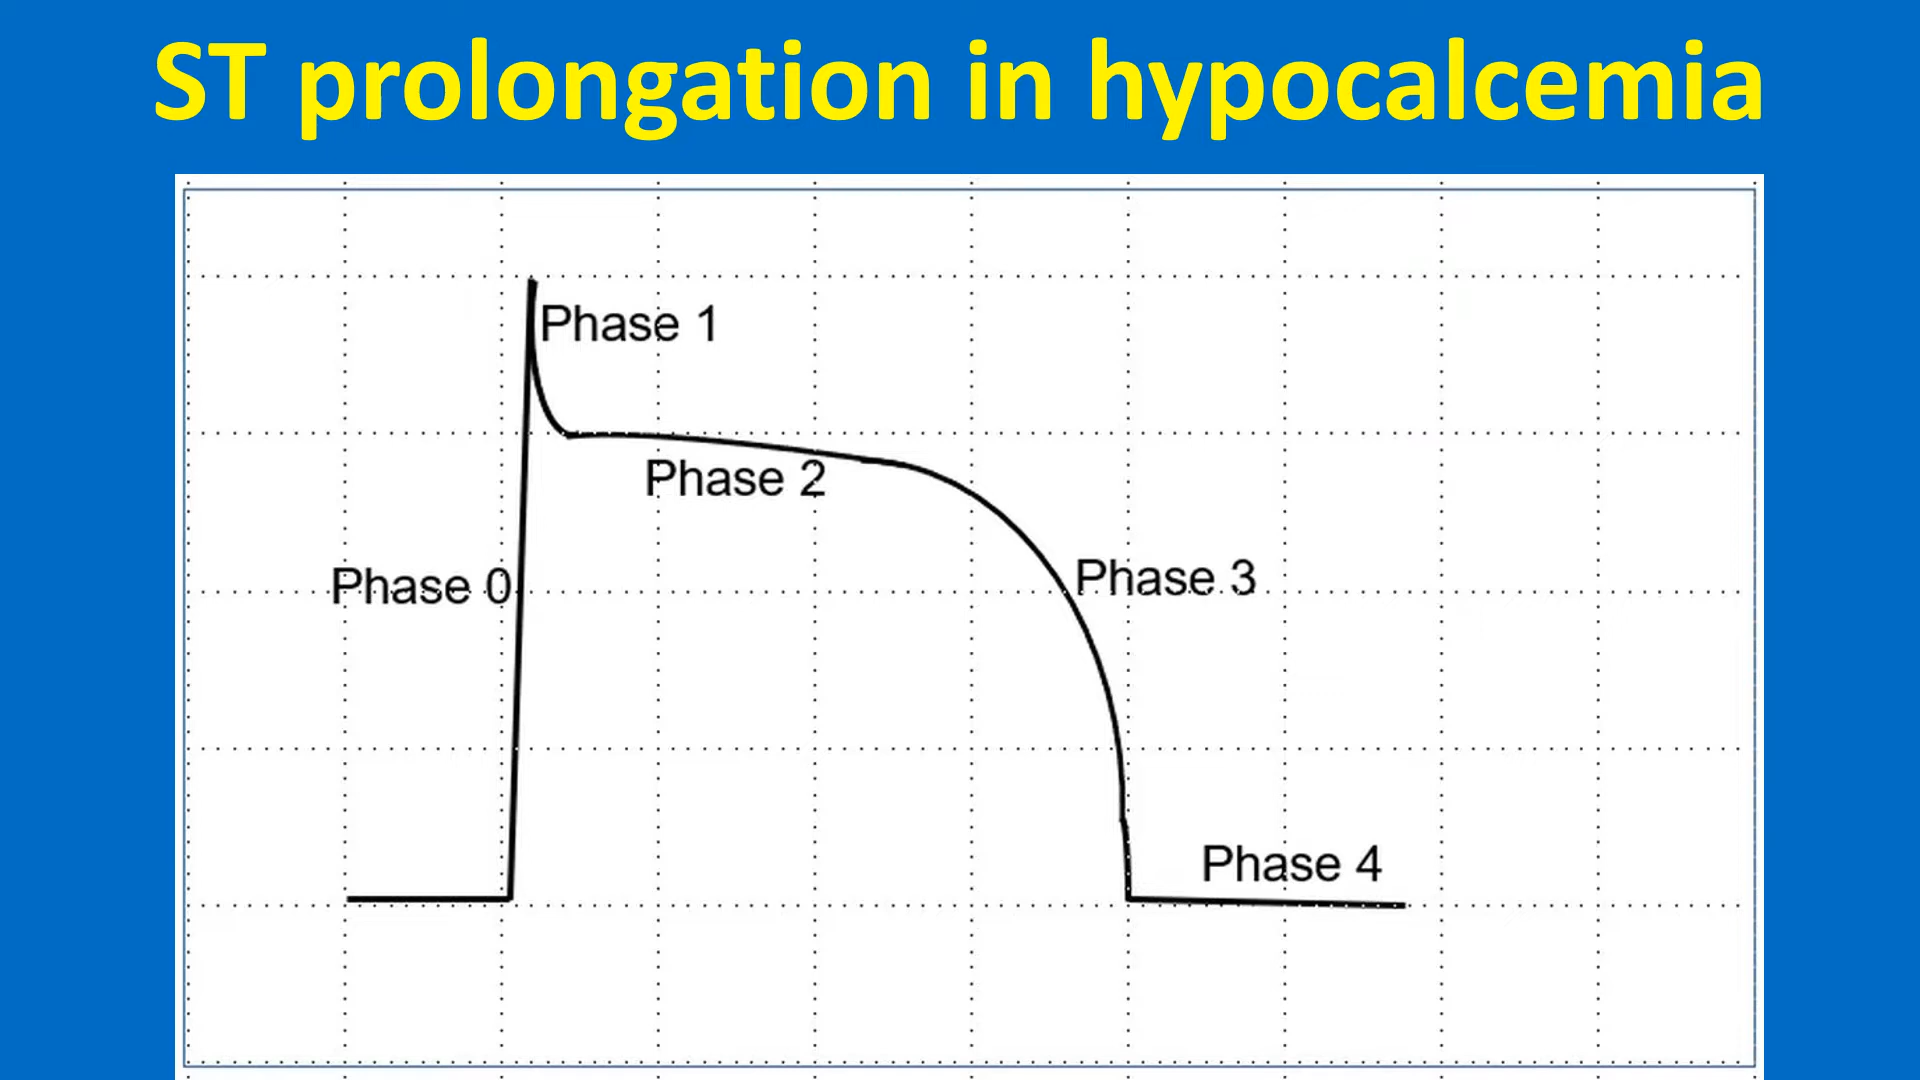 ST prolongation in hypocalcemia
Phase 1
Phase 2
Phase 0
Phase 3
Phase 4